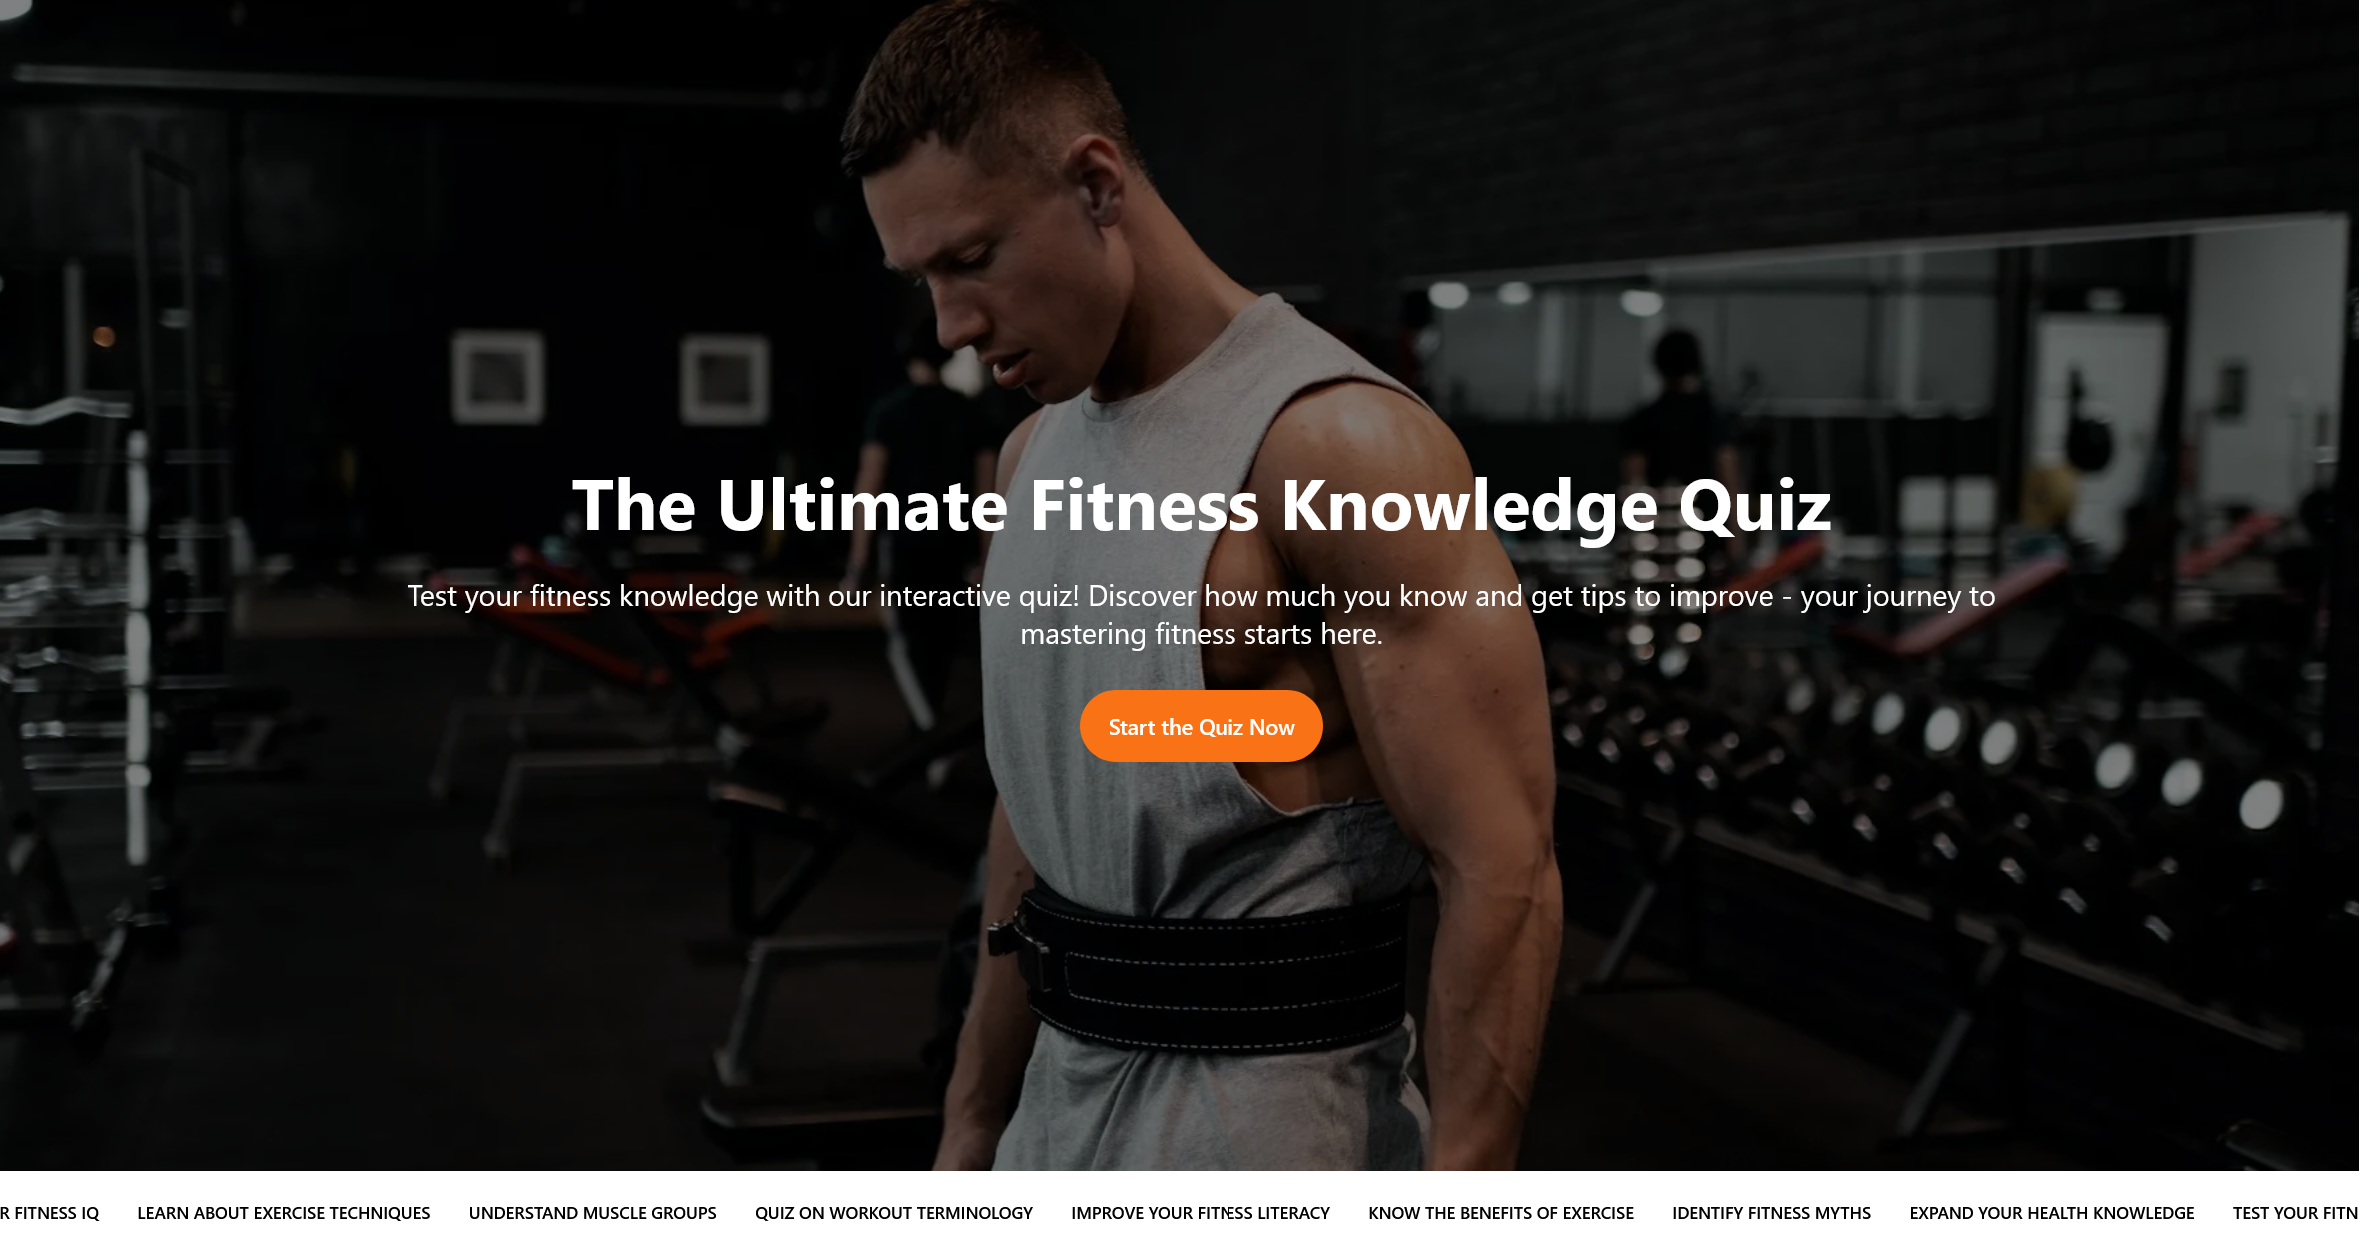 The Ultimate Fitness Knowledge Quiz
Test your fitness knowledge with our interactive quiz! Discover how much you know and get tips to improve - your journey to
mastering fitness starts here.
Start the Quiz Now
R FITNESS IQ LEARN ABOUT EXERCISE TECHNIQUES UNDERSTAND MUSCLE GROUPS QUIZ ON WORKOUT TERMINOLOGY IMPROVE YOUR FITNESS LITERACY KNOW THE BENEFITS OF EXERCISE IDENTIFY FITNESS MYTHS EXPAND YOUR HEALTH KNOWLEDGE TEST YOUR FITN